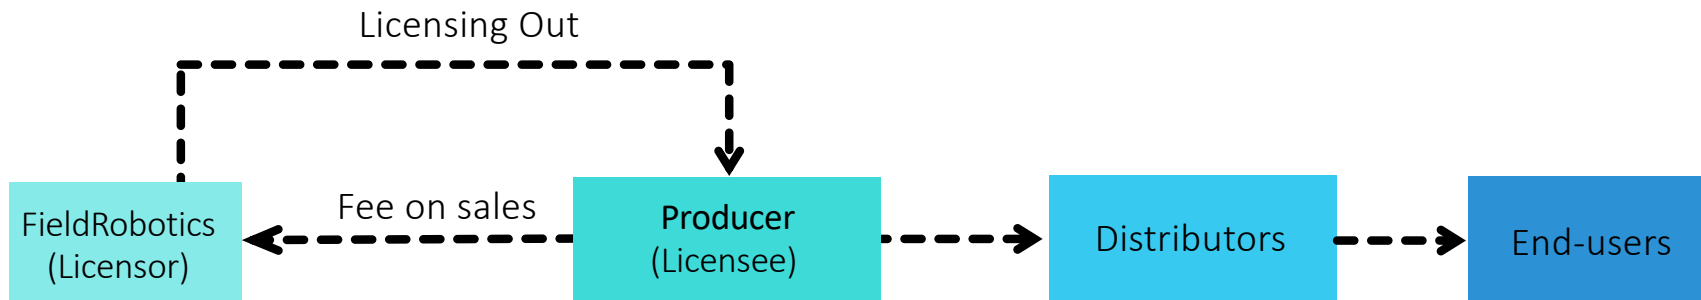 Licensing Out
FieldRobotics
(Licensor)
Fee on sales
Producer
(Licensee)
Distributors
End-users